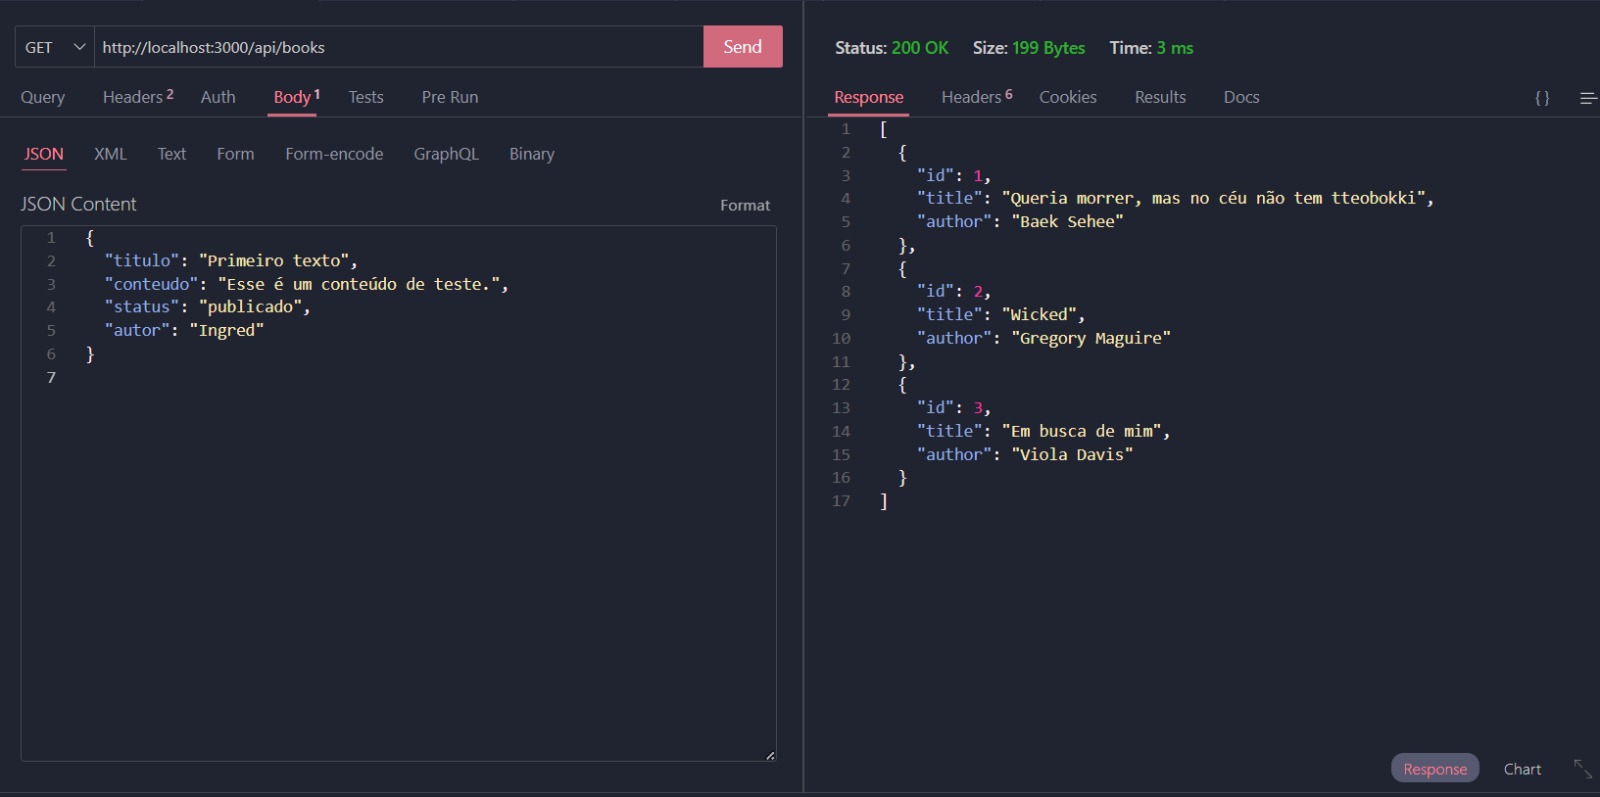 GET http://localhost:3000/api/books Send
Query Headers 2 Auth Body 1 Tests Pre Run
JSON XML Text Form Form-encode GraphQL Binary
JSON Content Format
1 {
2 "titulo": "Primeiro texto",
3 "conteudo": "Esse é um conteúdo de teste.",
4 "status": "publicado",
5 "autor": "Ingred"
6 }
7
Status: 200 OK Size: 199 Bytes Time: 3 ms
Response Headers 6 Cookies Results Docs { }
1 [
2 {
3 "id": 1,
4 "title": "Queria morrer, mas no céu não tem tteobokki",
5 "author": "Baek Sehee"
6 },
7 {
8 "id": 2,
9 "title": "Wicked",
10 "author": "Gregory Maguire"
11 },
12 {
13 "id": 3,
14 "title": "Em busca de mim",
15 "author": "Viola Davis"
16 }
17 ]
Response Chart